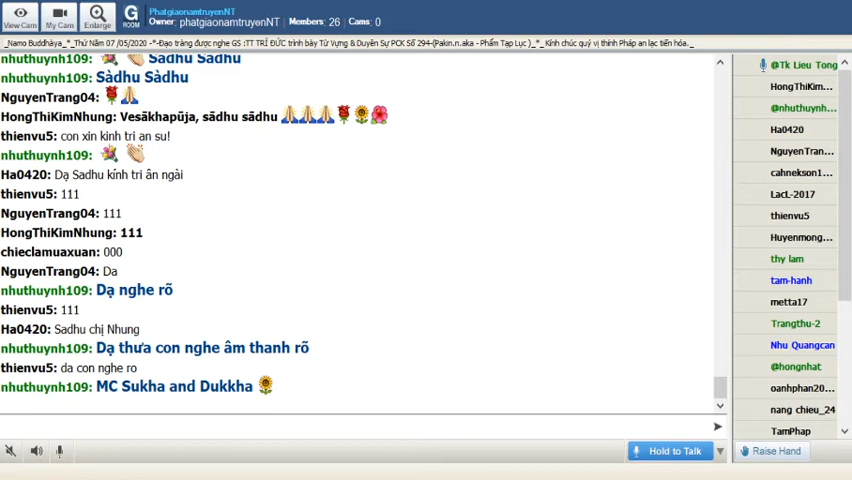 View Cam
My Cam
Enlarge
G
ROOM
PhatgiaonamtruyenNT
Owner: phatgiaonamtruyenNT Members: 26 Cams: 0
_Namo Buddhàya_*_Thứ Năm 07 /05/2020 -*-Đạo tràng được nghe GS :TT TRÍ ĐỨC trình bày Từ Vựng & Duyên Sự PCK Số 294-(Pakin.n.aka - Phẩm Tạp Lục )_*_ Kính chúc quý vị thính Pháp an lạc tiến hóa._
nhuthuynh109: Sàdhu Sàdhu
nhuthuynh109: Sàdhu Sàdhu
NguyenTrang04:
HongThiKimNhung: Vesākhapūja, sādhu sādhu
thienvu5: con xin kinh tri an su!
nhuthuynh109:
Ha0420: Dạ Sadhu kính tri ân ngài
thienvu5: 111
NguyenTrang04: 111
HongThiKimNhung: 111
chieclamuaxuan: 000
NguyenTrang04: Da
nhuthuynh109: Dạ nghe rõ
thienvu5: 111
Ha0420: Sadhu chị Nhung
nhuthuynh109: Dạ thưa con nghe âm thanh rõ
thienvu5: da con nghe ro
nhuthuynh109: MC Sukha and Dukkha
@Tk Lieu Tong
HongThiKim...
@nhuthuynh...
Ha0420
NguyenTran...
cahnekson1...
LacL-2017
thienvu5
Huyenmong...
thy lam
tam-hanh
metta17
Trangthu-2
Nhu Quangcan
@hongnhat
oanhphan20...
nang chieu_24
TamPhap
Hold to Talk
Raise Hand